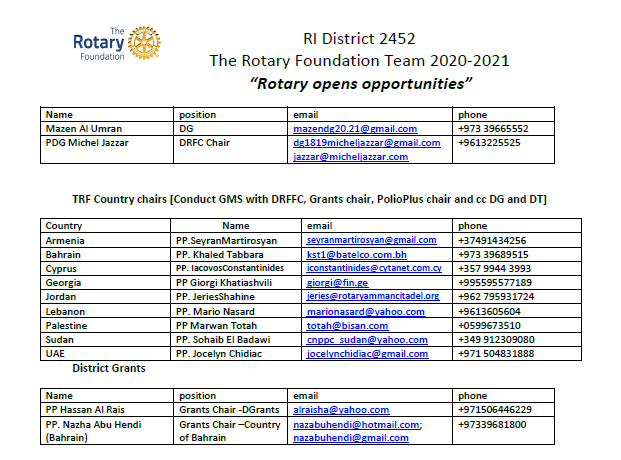 The
Rotary
Foundation
RI District 2452
The Rotary Foundation Team 2020-2021
“Rotary opens opportunities”
Name position email phone
Mazen Al Umran DG mazendg20.21@gmail.com +973 39665552
PDG Michel Jazzar DRFC Chair dg1819micheljazzar@gmail.com +9613225525
jazzar@micheljazzar.com
TRF Country chairs [Conduct GMS with DRFFC, Grants chair, PolioPlus chair and cc DG and DT]
Country Name email phone
Armenia PP.SeyranMartirosyan seyranmartirosyan@gmail.com +37491434256
Bahrain PP. Khaled Tabbara kst1@batelco.com.bh +973 39689515
Cyprus PP. IacovosConstantinides iconstantinides@cytanet.com.cy +357 9944 3993
Georgia PP Giorgi Khatiashvili giorgi@fin.ge +995595577189
Jordan PP. JeriesShahine jeries@rotaryammancitadel.org +962 795931724
Lebanon PP. Mario Nasard marionasard@yahoo.com +9613605604
Palestine PP Marwan Totah totah@bisan.com +0599673510
Sudan PP. Sohaib El Badawi cnppc_sudan@yahoo.com +349 912309080
UAE PP. Jocelyn Chidiac jocelynchidiac@gmail.com +971 504831888
District Grants
Name position email phone
PP Hassan Al Rais Grants Chair -DGrants alraisha@yahoo.com +971506446229
PP. Nazha Abu Hendi Grants Chair –Country nazabuhendi@hotmail.com; +97339681800
(Bahrain) of Bahrain nazabuhendi@gmail.com